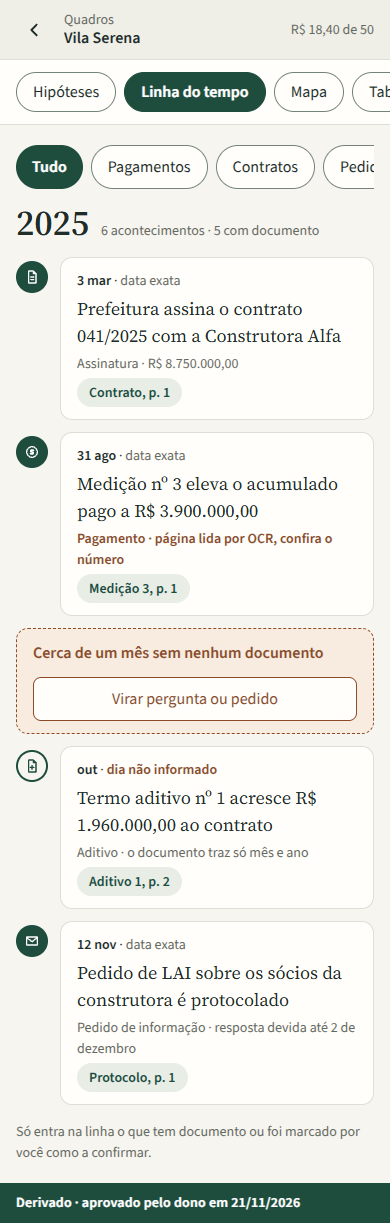 Quadros
Vila Serena
R$ 18,40 de 50
Hipóteses
Linha do tempo
Mapa
Tab
Tudo
Pagamentos
Contratos
Pedid
2025
6 acontecimentos · 5 com documento
3 mar · data exata
Prefeitura assina o contrato
041/2025 com a Construtora Alfa
Assinatura · R$ 8.750.000,00
Contrato, p. 1
31 ago · data exata
Medição nº 3 eleva o acumulado
pago a R$ 3.900.000,00
Pagamento · página lida por OCR, confira o
número
Medição 3, p. 1
Cerca de um mês sem nenhum documento
Virar pergunta ou pedido
out · dia não informado
Termo aditivo nº 1 acresce R$
1.960.000,00 ao contrato
Aditivo · o documento traz só mês e ano
Aditivo 1, p. 2
12 nov · data exata
Pedido de LAI sobre os sócios da
construtora é protocolado
Pedido de informação · resposta devida até 2 de
dezembro
Protocolo, p. 1
Só entra na linha o que tem documento ou foi marcado por
você como a confirmar.
Derivado · aprovado pelo dono em 21/11/2026